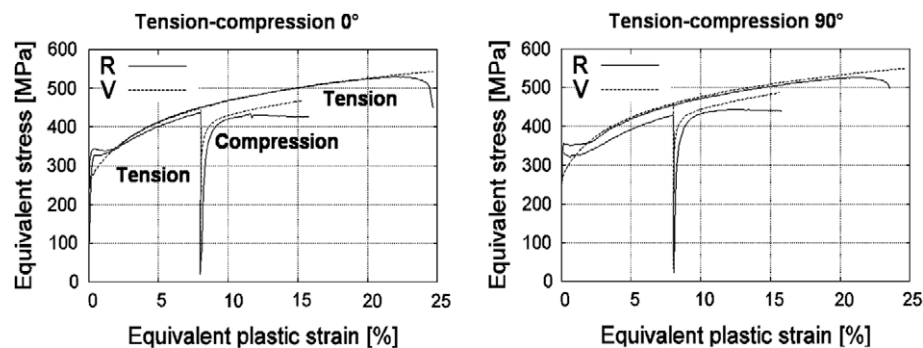 Tension-compression 0°
Equivalent stress [MPa]
600
500
400
300
200
100
0
R
V
Tension
Compression
Tension
0 5 10 15 20 25
Equivalent plastic strain [%]
Tension-compression 90°
Equivalent stress [MPa]
600
500
400
300
200
100
0
R
V
0 5 10 15 20 25
Equivalent plastic strain [%]